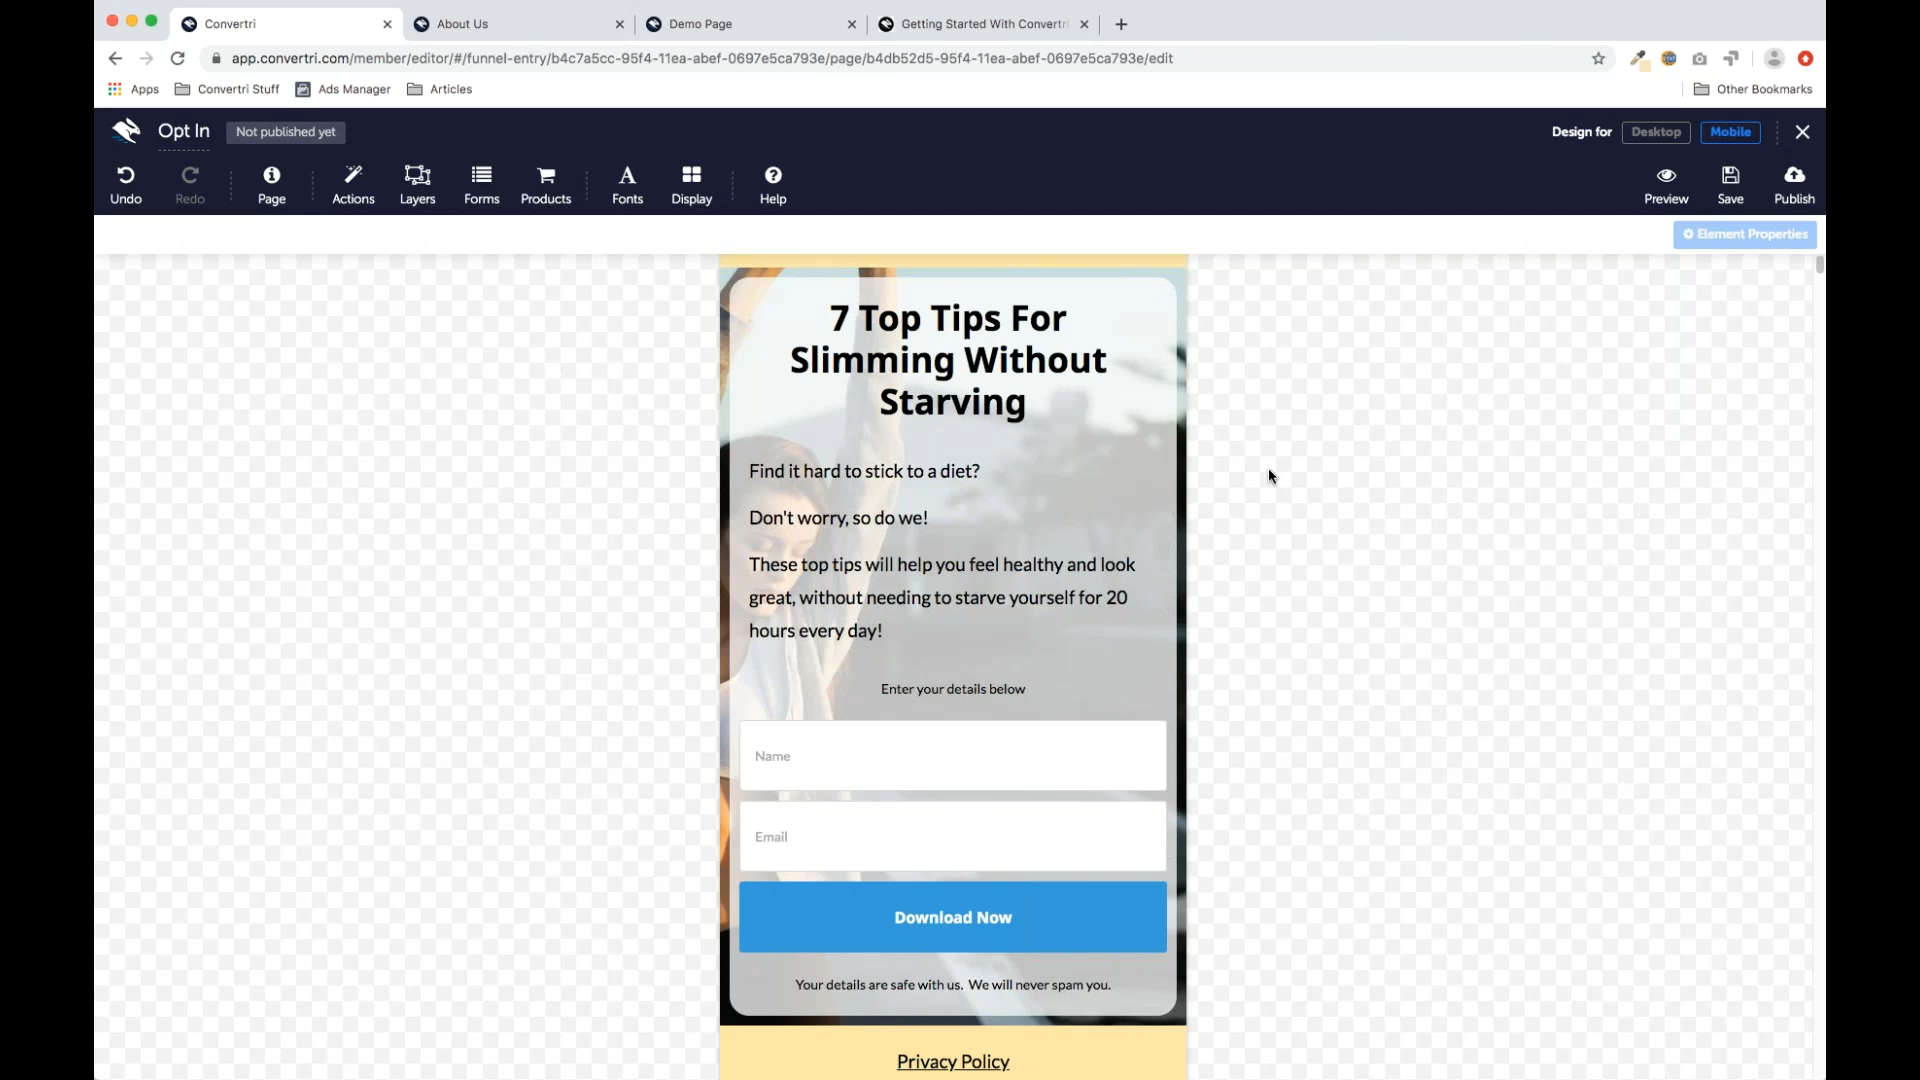 Convertri
About Us
Demo Page
Getting Started With Convertri
app.convertri.com/member/editor/#/funnel-entry/b4c7a5cc-95f4-11ea-abef-0697e5ca793e/page/b4db52d5-95f4-11ea-abef-0697e5ca793e/edit
Apps
Convertri Stuff
Ads Manager
Articles
Other Bookmarks
Opt In
Not published yet
Design for
Desktop
Mobile
Undo
Redo
Page
Actions
Layers
Forms
Products
Fonts
Display
Help
Preview
Save
Publish
Element Properties
7 Top Tips For
Slimming Without
Starving
Find it hard to stick to a diet?
Don't worry, so do we!
These top tips will help you feel healthy and look
great, without needing to starve yourself for 20
hours every day!
Enter your details below
Name
Email
Download Now
Your details are safe with us. We will never spam you.
Privacy Policy